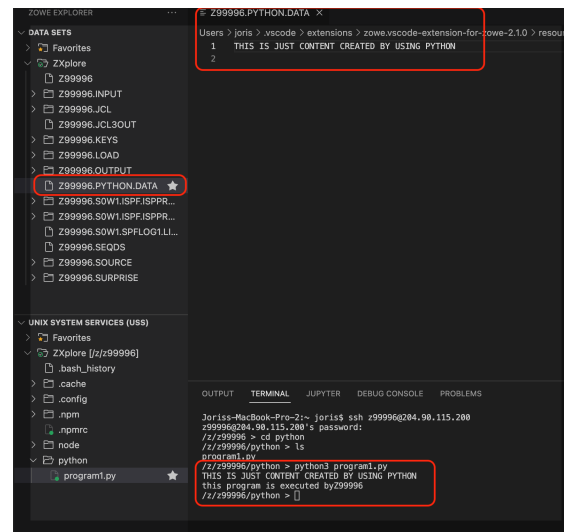 ZOWE EXPLORER ···
DATA SETS
Favorites
ZXplore
Z99996
Z99996.INPUT
Z99996.JCL
Z99996.JCL3OUT
Z99996.KEYS
Z99996.LOAD
Z99996.OUTPUT
Z99996.PYTHON.DATA
Z99996.S0W1.ISPF.ISPPR...
Z99996.S0W1.ISPF.ISPPR...
Z99996.S0W1.SPFLOG1.LI...
Z99996.SEQDS
Z99996.SOURCE
Z99996.SURPRISE
UNIX SYSTEM SERVICES (USS)
Favorites
ZXplore [/z/z99996]
.bash_history
.cache
.config
.npm
.npmrc
node
python
program1.py
Z99996.PYTHON.DATA ×
Users > joris > .vscode > extensions > zowe.vscode-extension-for-zowe-2.1.0 > resou
1 THIS IS JUST CONTENT CREATED BY USING PYTHON
2
OUTPUT TERMINAL JUPYTER DEBUG CONSOLE PROBLEMS
Joriss-MacBook-Pro-2:~ joris$ ssh z99996@204.90.115.200
z99996@204.90.115.200's password:
/z/z99996 > cd python
/z/z99996/python > ls
program1.py
/z/z99996/python > python3 program1.py
THIS IS JUST CONTENT CREATED BY USING PYTHON
this program is executed byZ99996
/z/z99996/python >